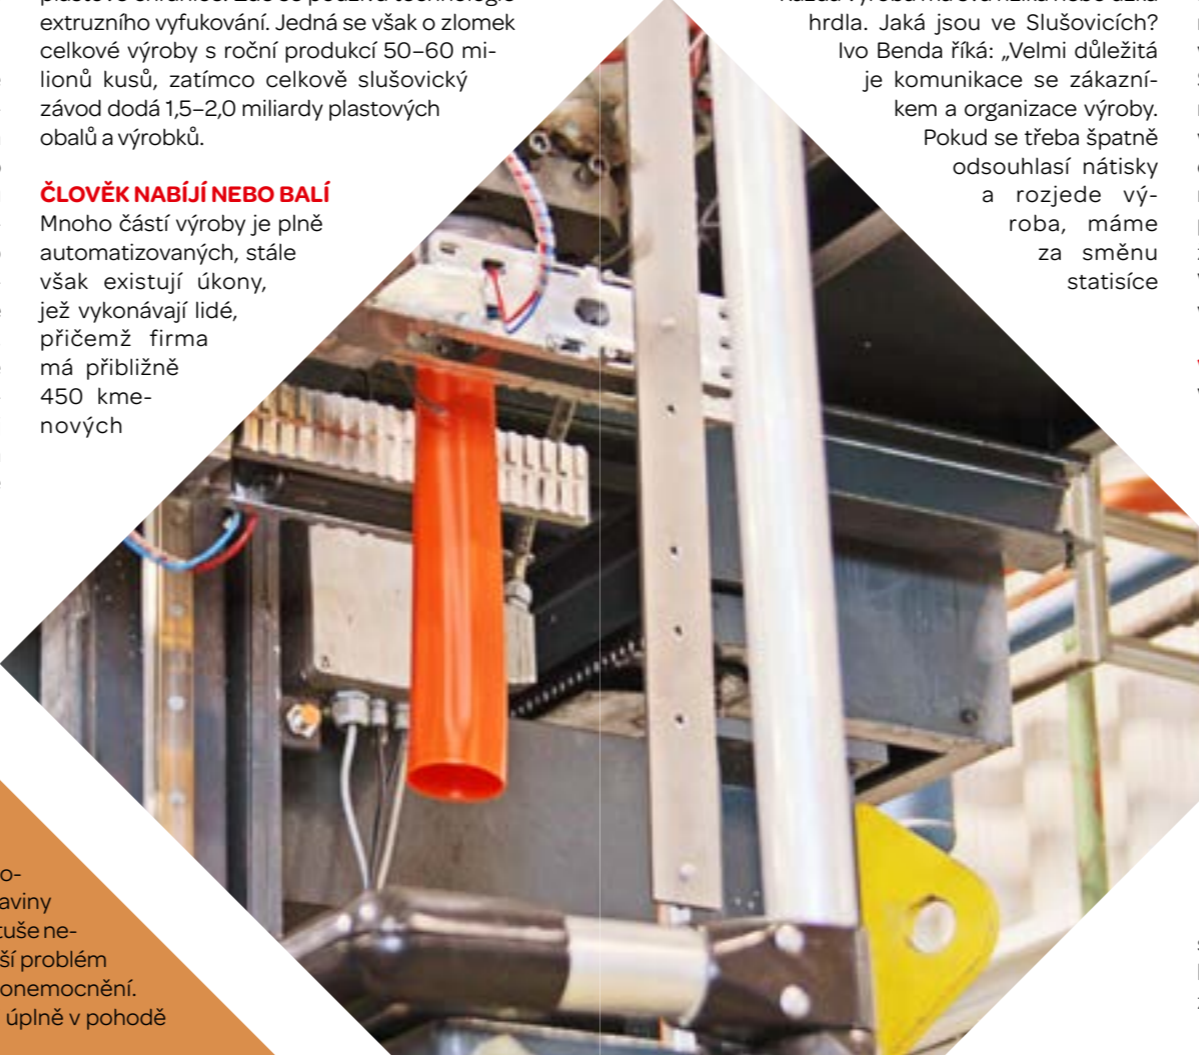 extruzního vyfukování. Jedná se však o zlomek
celkové výroby s roční produkcí 50–60 mi-
lionů kusů, zatímco celkově slušovický
závod dodá 1,5–2,0 miliardy plastových
obalů a výrobků.
ČLOVĚK NABÍJÍ NEBO BALÍ
Mnoho částí výroby je plně
automatizovaných, stále
však existují úkony,
jež vykonávají lidé,
přičemž firma
má přibližně
450 kme-
nových
hrdla. Jaká jsou ve Slušovicích?
Ivo Benda říká: „Velmi důležitá
je komunikace se zákazní-
kem a organizace výroby.
Pokud se třeba špatně
odsouhlasí nátisky
a rozjede vý-
roba, máme
za směnu
statisíce
o-
aviny
tuše ne-
ší problém
onemocnění.
úplně v pohodě